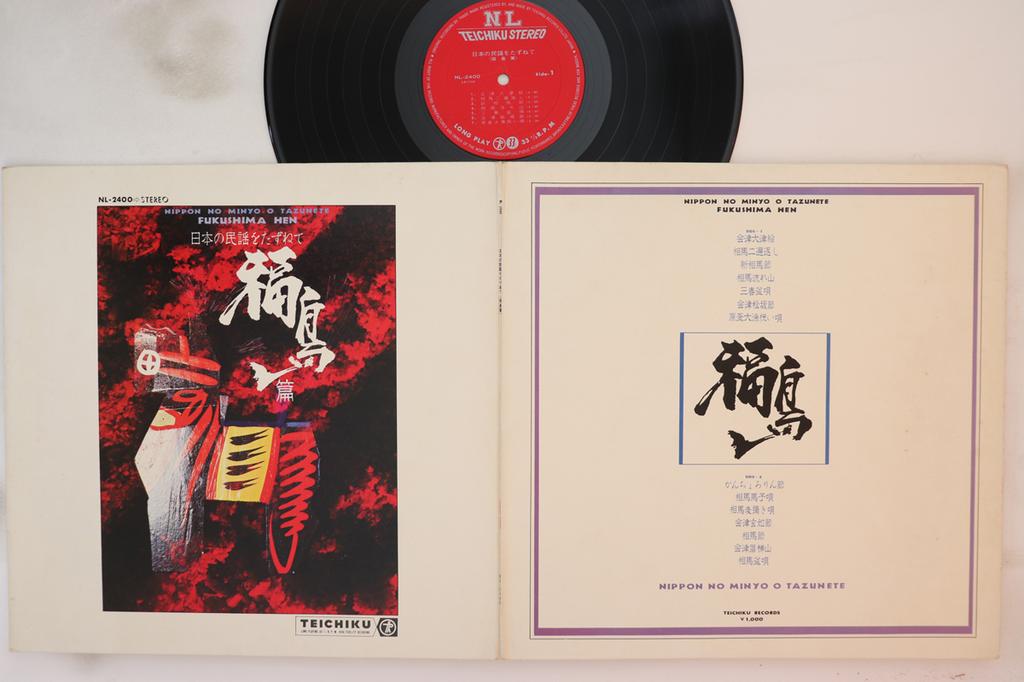 NL
TEICHIKU STEREO
日本の民謡をたずねて
(福島篇)
NL-2400
Side-1
LONG PLAY
33 1/3 R.P.M
NL-2400 STEREO
NIPPON NO MINYO O TAZUNETE
FUKUSHIMA HEN
日本の民謡をたずねて
福島
篇
TEICHIKU
NIPPON NO MINYO O TAZUNETE
FUKUSHIMA HEN
会津大津絵
相馬二遍返し
新相馬節
相馬流れ山
三春盆唄
会津松坂節
原釜大漁祝い唄
福島
かんちょろりん節
相馬馬子唄
相馬麦搗き唄
会津玄如節
相馬節
会津磐梯山
相馬盆唄
NIPPON NO MINYO O TAZUNETE
TEICHIKU RECORDS
¥1,000